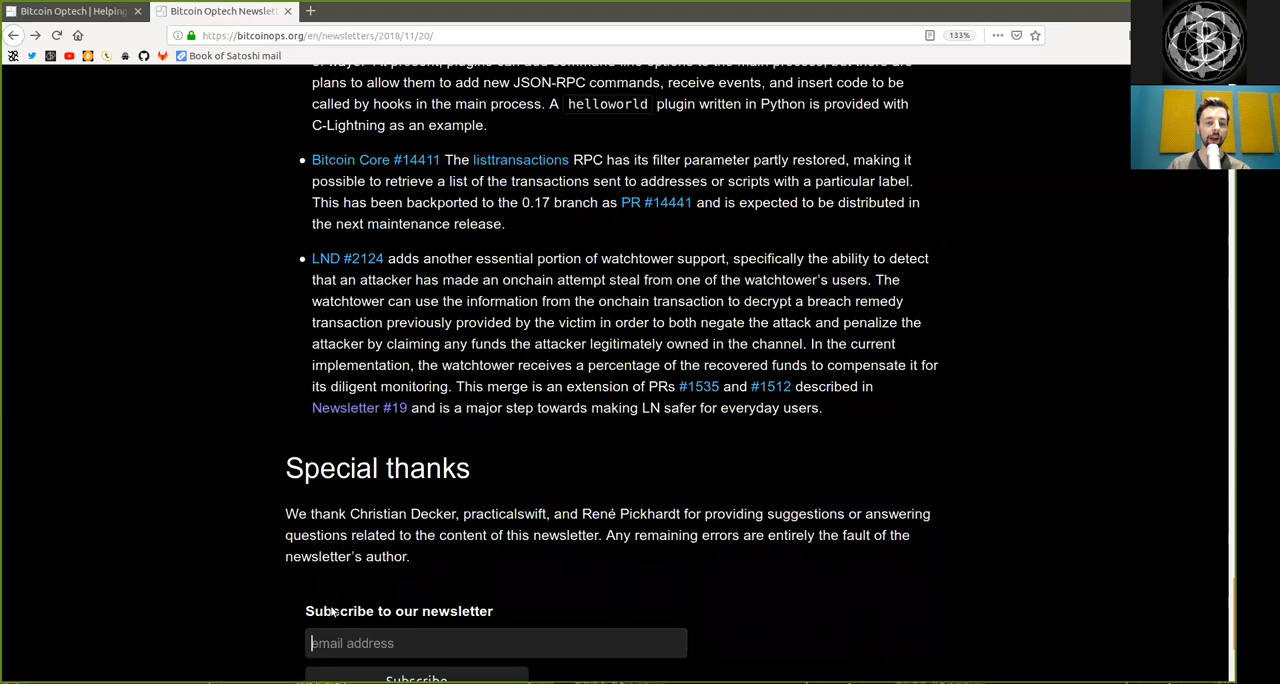 Bitcoin Optech | Helping
Bitcoin Optech Newslett
https://bitcoinops.org/en/newsletters/2018/11/20/
133%
Book of Satoshi mail
plans to allow them to add new JSON-RPC commands, receive events, and insert code to be
called by hooks in the main process. A helloworld plugin written in Python is provided with
C-Lightning as an example.
Bitcoin Core #14411 The listtransactions RPC has its filter parameter partly restored, making it
possible to retrieve a list of the transactions sent to addresses or scripts with a particular label.
This has been backported to the 0.17 branch as PR #14441 and is expected to be distributed in
the next maintenance release.
LND #2124 adds another essential portion of watchtower support, specifically the ability to detect
that an attacker has made an onchain attempt steal from one of the watchtower's users. The
watchtower can use the information from the onchain transaction to decrypt a breach remedy
transaction previously provided by the victim in order to both negate the attack and penalize the
attacker by claiming any funds the attacker legitimately owned in the channel. In the current
implementation, the watchtower receives a percentage of the recovered funds to compensate it for
its diligent monitoring. This merge is an extension of PRs #1535 and #1512 described in
Newsletter #19 and is a major step towards making LN safer for everyday users.
Special thanks
We thank Christian Decker, practicalswift, and René Pickhardt for providing suggestions or answering
questions related to the content of this newsletter. Any remaining errors are entirely the fault of the
newsletter's author.
Subscribe to our newsletter
email address
Subscribe